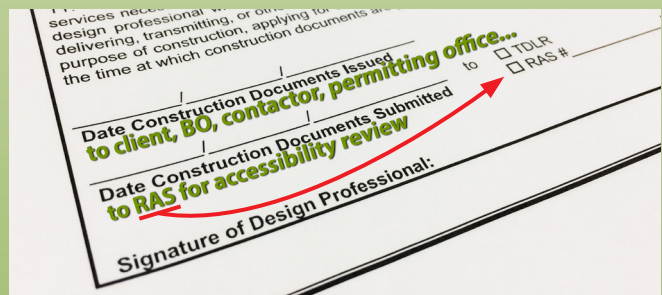 services neces
design professional w
delivering, transmitting, or oth
purpose of construction, applying for
the time at which construction documents are
Date Construction Documents Issued
to client, BO, contactor, permitting office...
Date Construction Documents Submitted to ☐ TDLR
☐ RAS #
to RAS for accessibility review
Signature of Design Professional: